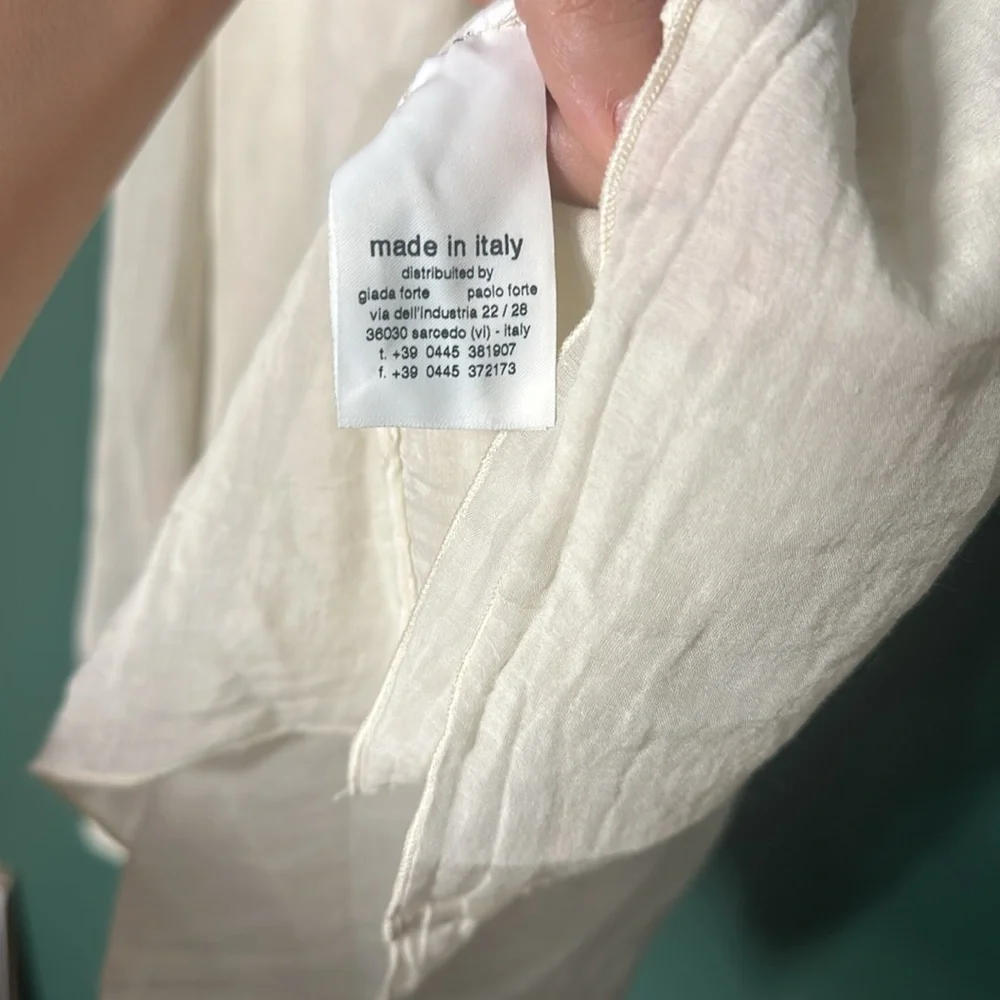 made in italy
distribuited by
giada forte paolo forte
via dell'industria 22 / 28
36030 sarcedo (vi) - italy
t. +39 0445 381907
f. +39 0445 372173